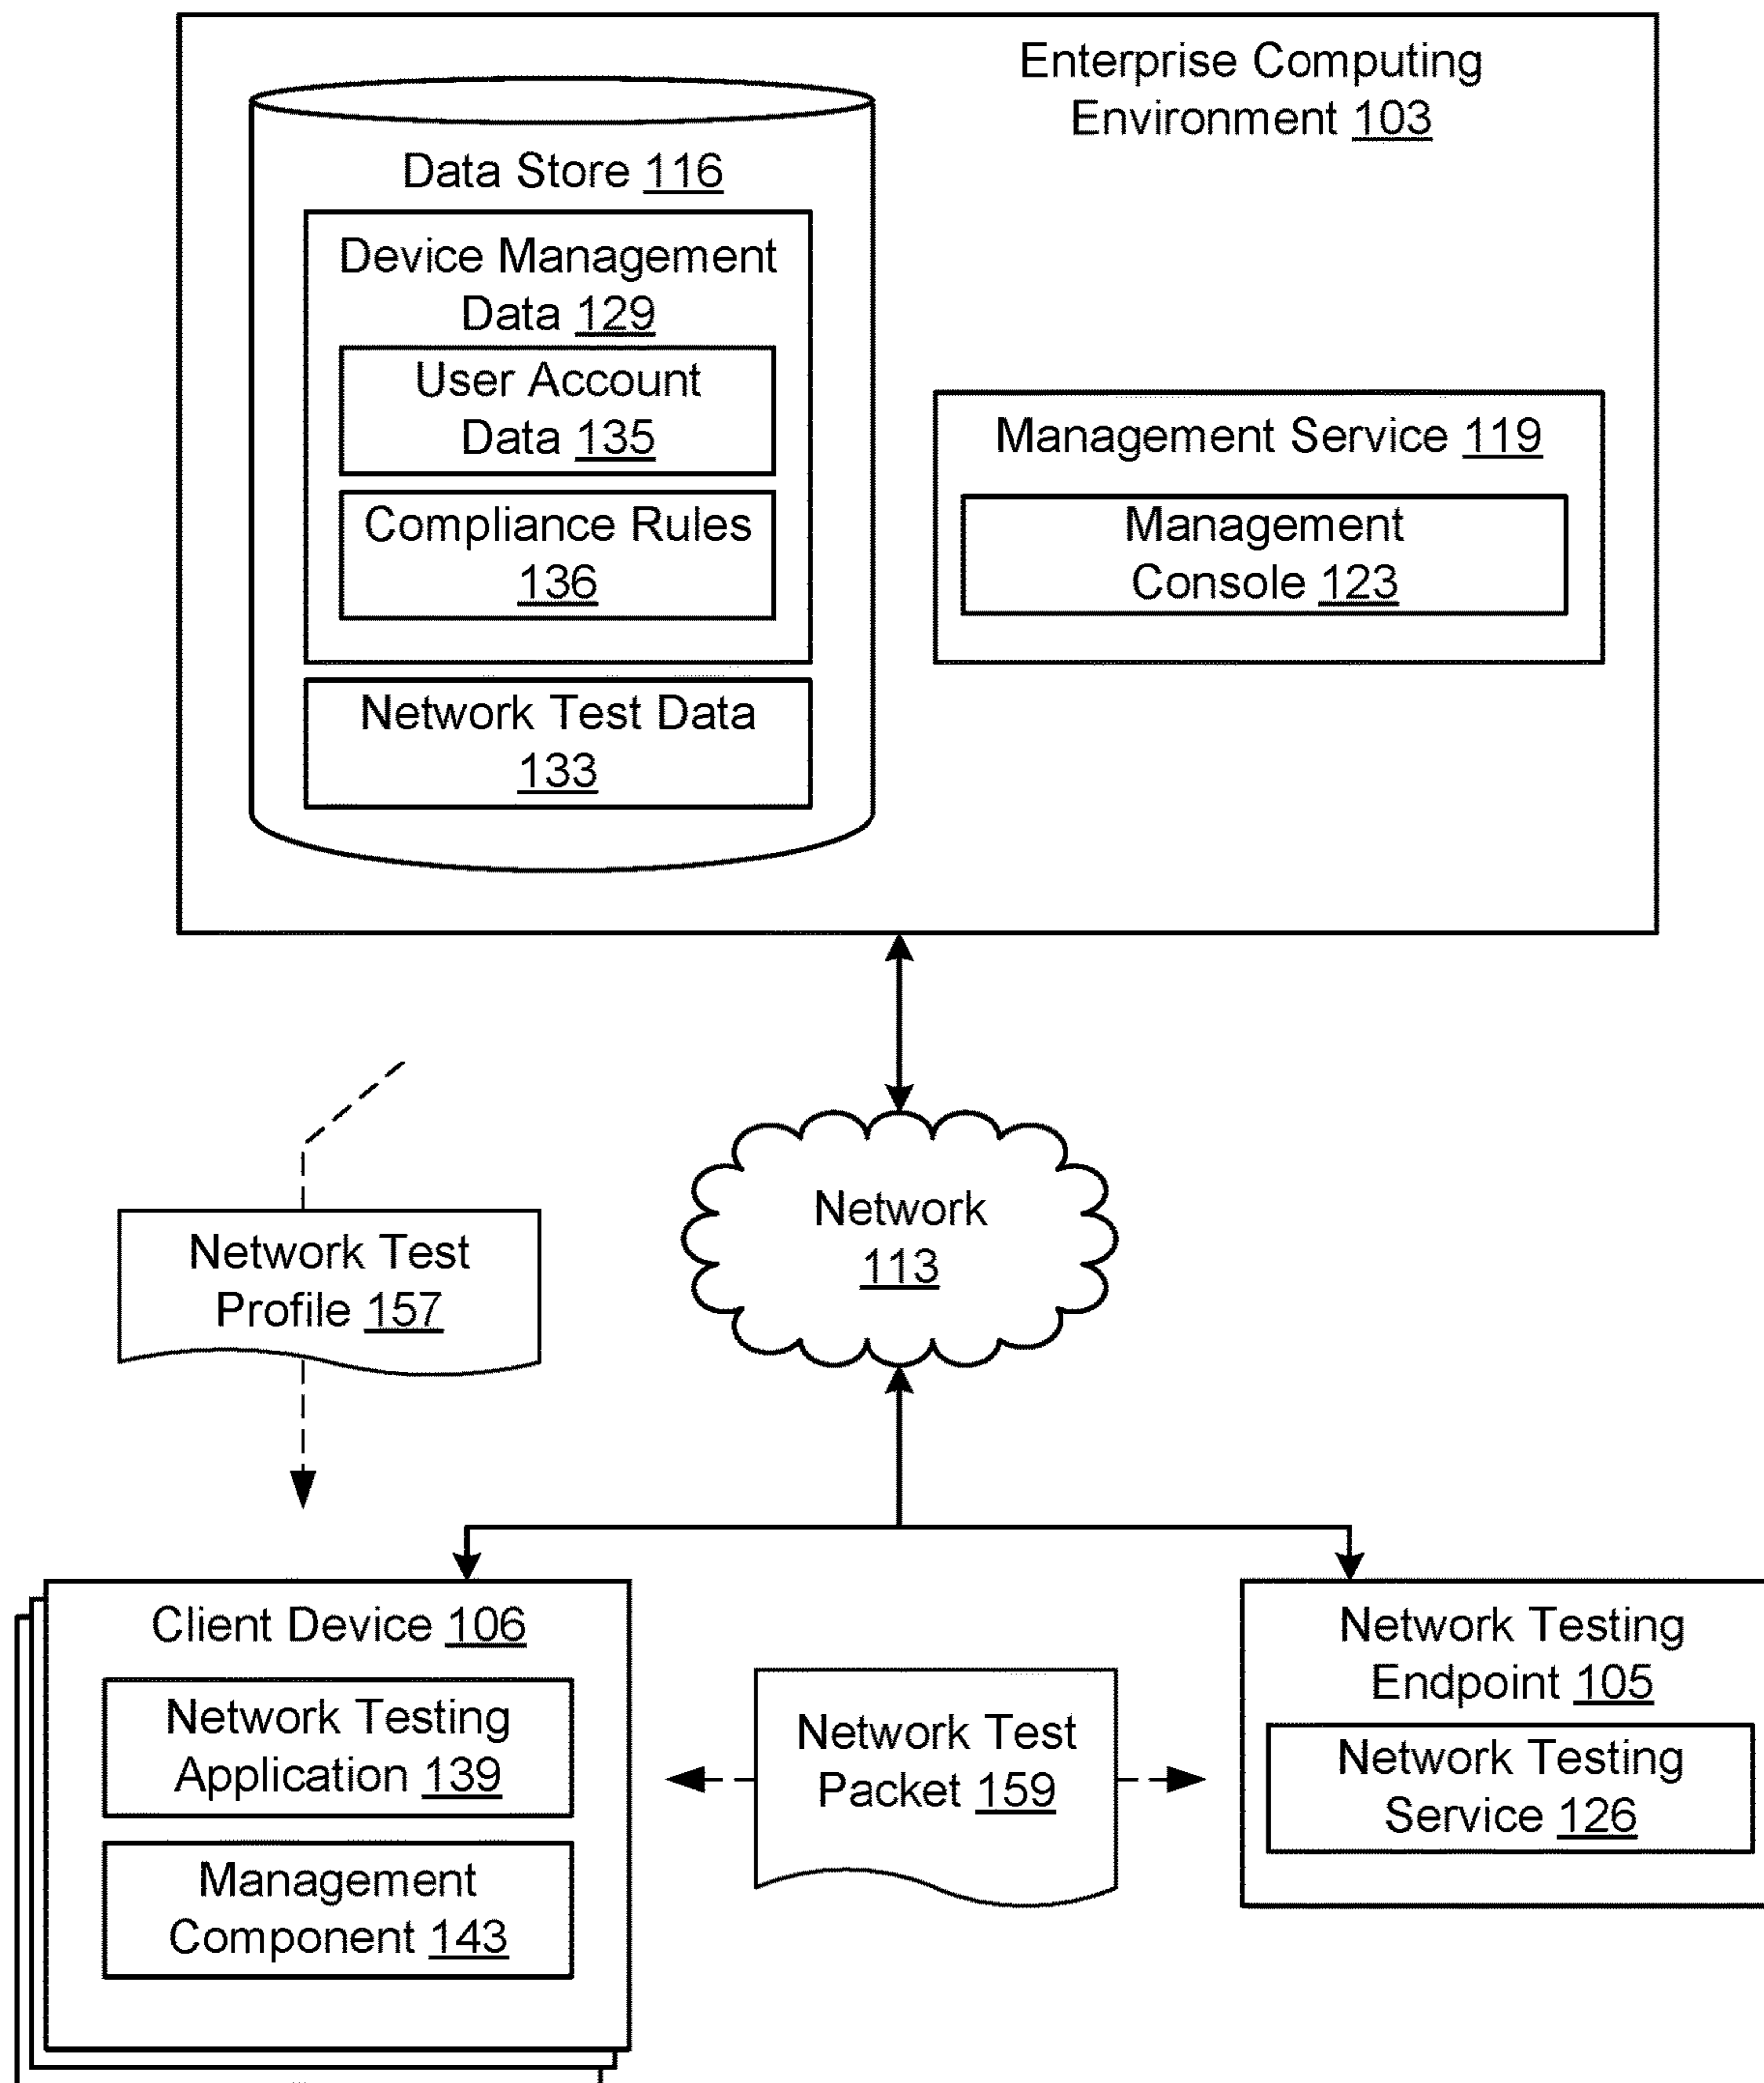 Enterprise Computing
Environment 103
Data Store 116
Device Management
Data 129
User Account
Data 135
Compliance Rules
136
Network Test Data
133
Management Service 119
Management
Console 123
Network
113
Network Test
Profile 157
Client Device 106
Network Testing
Application 139
Management
Component 143
Network Test
Packet 159
Network Testing
Endpoint 105
Network Testing
Service 126